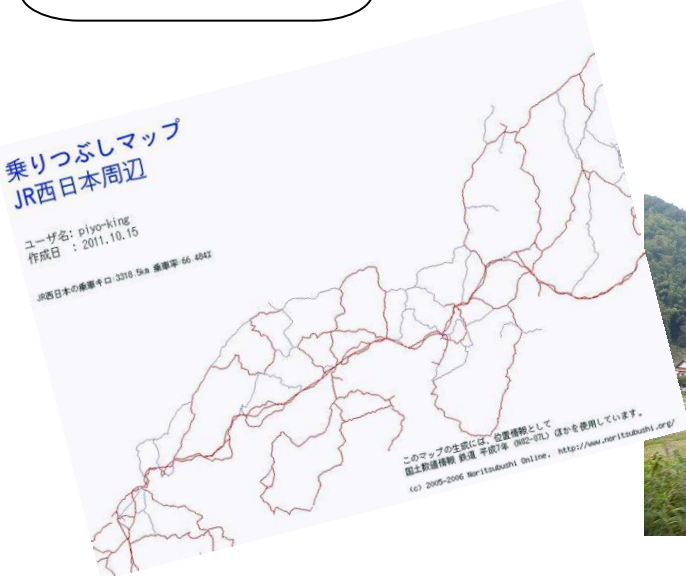 乗りつぶしマップ
JR西日本周辺
ユーザ名: piyo-king
作成日 : 2011.10.15
JR西日本の乗車キロ:3318.5km 乗車率:66.484%
このマップの生成には、位置情報として
国土数値情報 鉄道 平成7年 (N02-07L) ほかを使用しています。
(c) 2005-2006 Noritsubushi Online. http://www.noritsubushi.org/